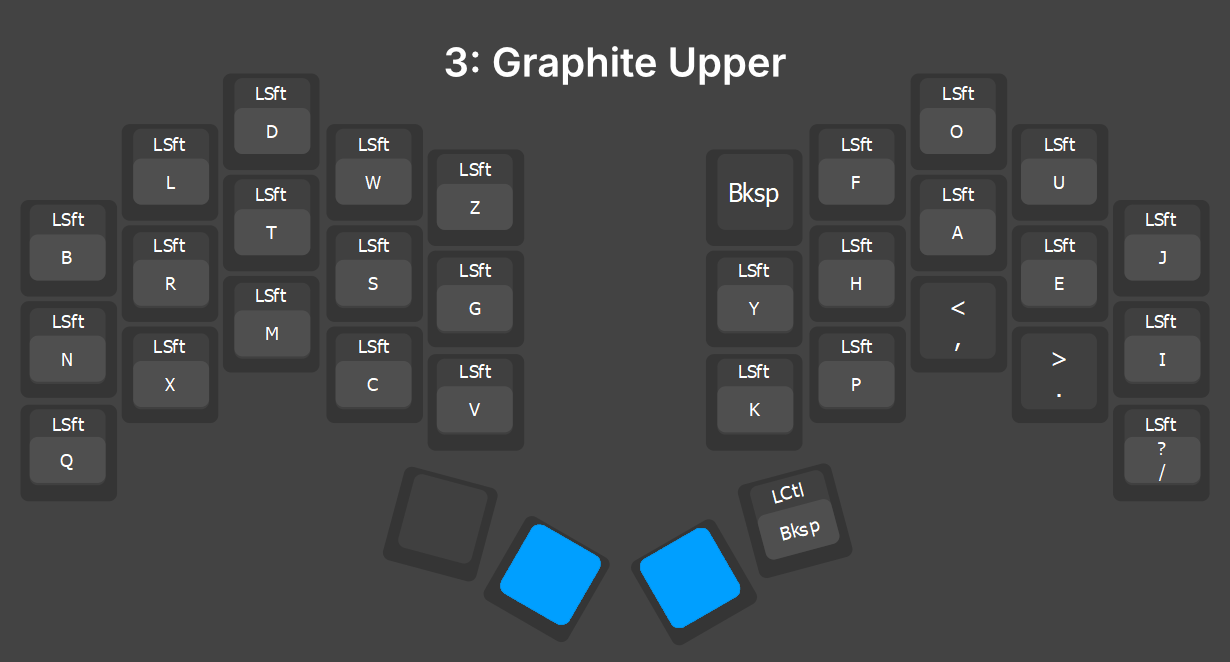 3: Graphite Upper
LSft
B
LSft
L
LSft
D
LSft
W
LSft
Z
LSft
N
LSft
R
LSft
T
LSft
S
LSft
G
LSft
Q
LSft
X
LSft
M
LSft
C
LSft
V
Bksp
LSft
F
LSft
O
LSft
U
LSft
J
LSft
Y
LSft
H
LSft
A
LSft
E
LSft
I
LSft
K
LSft
P
<
,
>
.
LSft
?
/
LCtl
Bksp